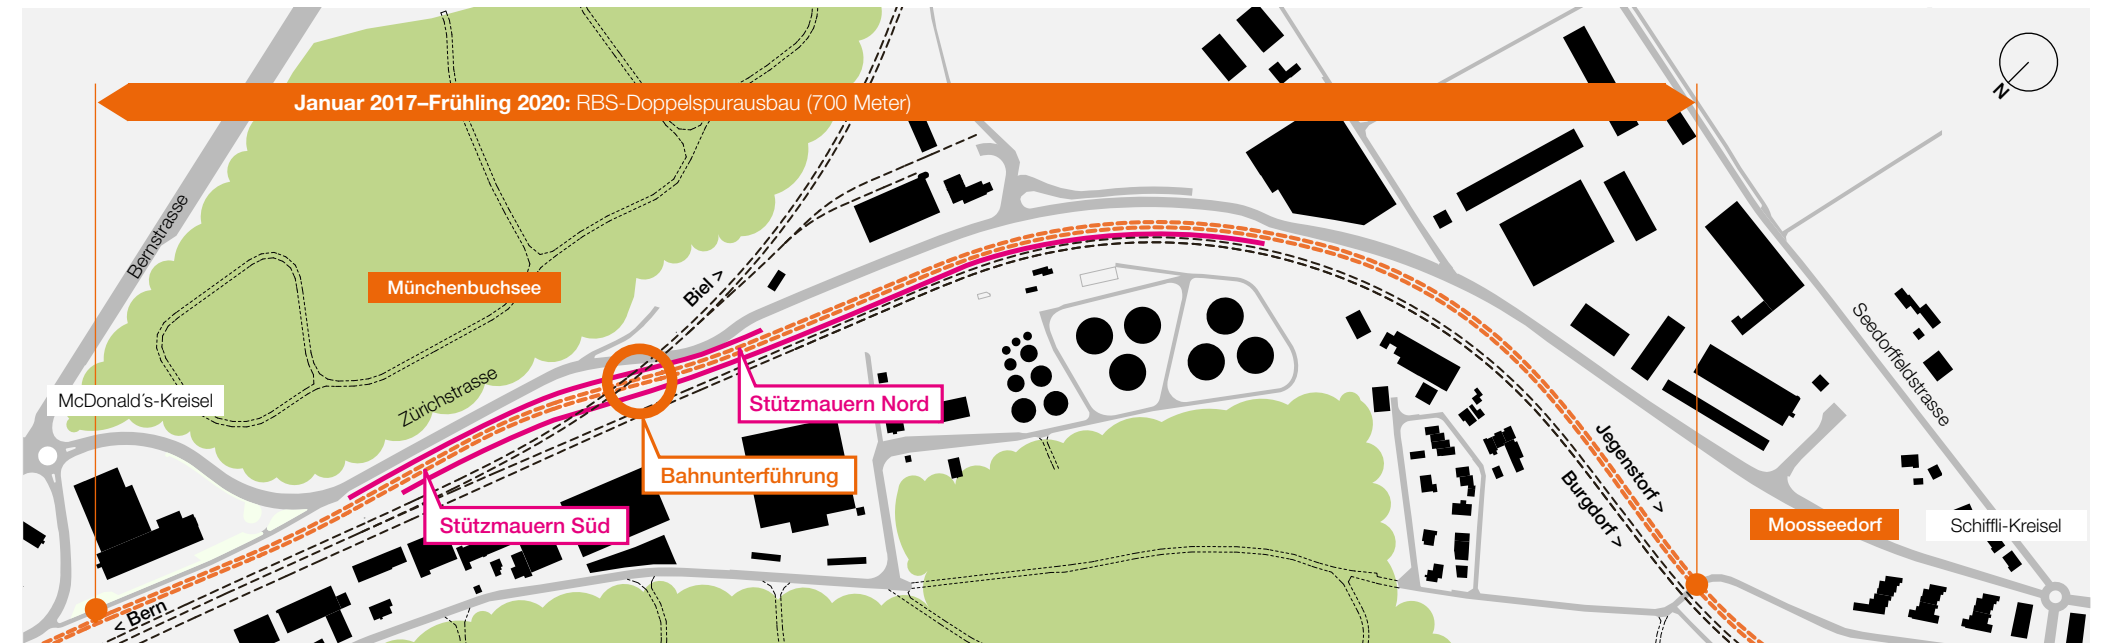 Januar 2017–Frühling 2020: RBS-Doppelspurausbau (700 Meter)
N
Bernstrasse
Münchenbuchsee
Biel >
McDonald´s-Kreisel
Zürichstrasse
Stützmauern Nord
Bahnunterführung
Stützmauern Süd
< Bern
Seedorffeldstrasse
Jegenstorf >
Burgdorf >
Moosseedorf
Schiffli-Kreisel